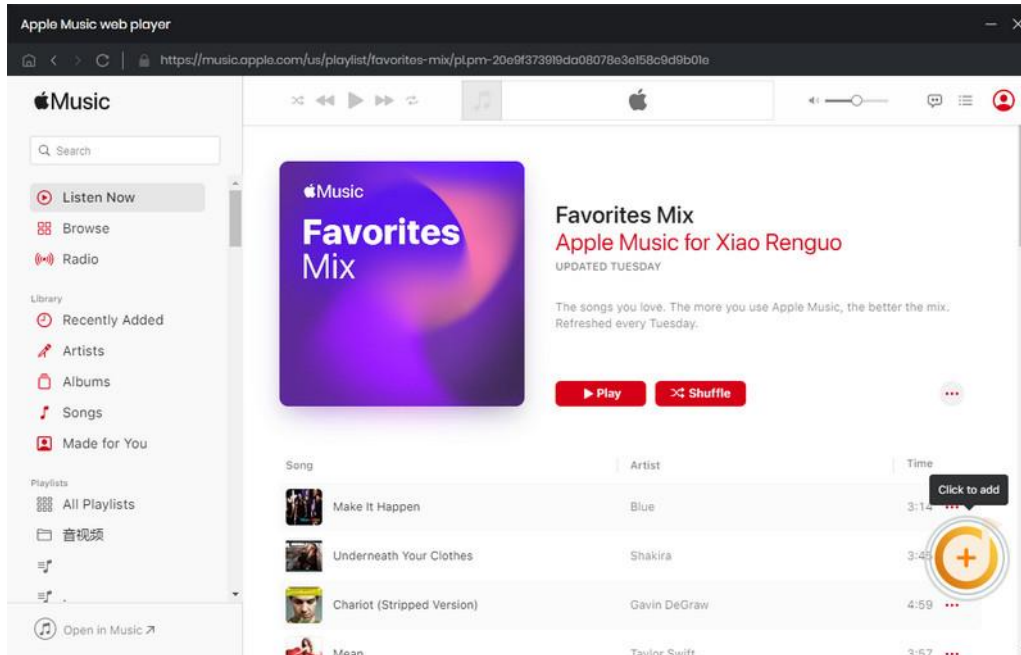 Apple Music web player
https://music.apple.com/us/playlist/favorites-mix/pl.pm-20e9f373919da08078e3e158c9d9b01e
Music
Search
Listen Now
Browse
Radio
Library
Recently Added
Artists
Albums
Songs
Made for You
Playlists
All Playlists
音视频
.
Open in Music
Music
Favorites
Mix
Favorites Mix
Apple Music for Xiao Renguo
UPDATED TUESDAY
The songs you love. The more you use Apple Music, the better the mix.
Refreshed every Tuesday.
Play
Shuffle
Song Artist Time
Click to add
Make It Happen Blue 3:14
Underneath Your Clothes Shakira 3:45
Chariot (Stripped Version) Gavin DeGraw 4:59
Mean Taylor Swift 3:57